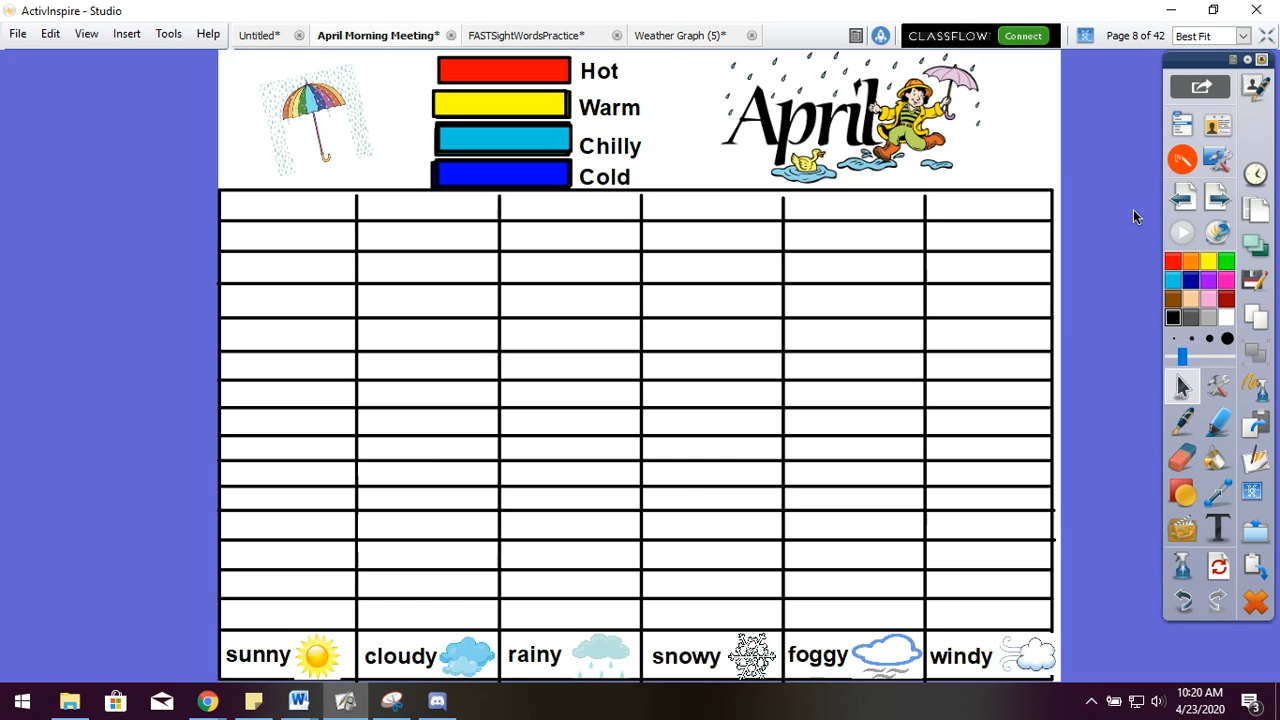 ActivInspire - Studio
File Edit View Insert Tools Help Untitled* April Morning Meeting* FASTSightWordsPractice* Weather Graph (5)* CLASSFLOW Connect Page 8 of 42 Best Fit
Hot
Warm
Chilly
Cold
April
sunny cloudy rainy snowy foggy windy
10:20 AM
4/23/2020
3